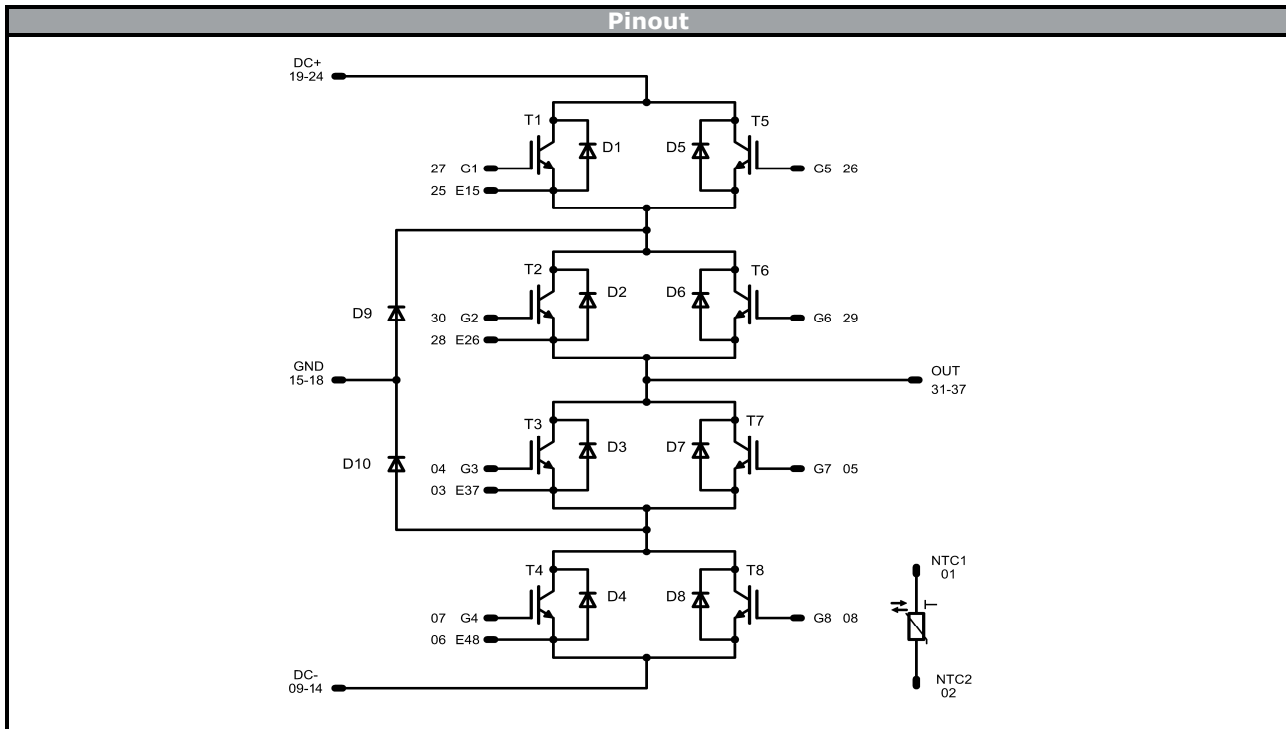 Pinout
DC+
19-24
T1
T5
D1
D5
27 G1
G5 26
25 E15
T2
T6
D2
D6
D9
30 G2
G6 29
28 E26
GND
15-18
OUT
31-37
T3
T7
D3
D7
D10
04 G3
G7 05
03 E37
T4
T8
D4
D8
NTC1
01
T
07 G4
G8 08
06 E48
DC-
09-14
NTC2
02